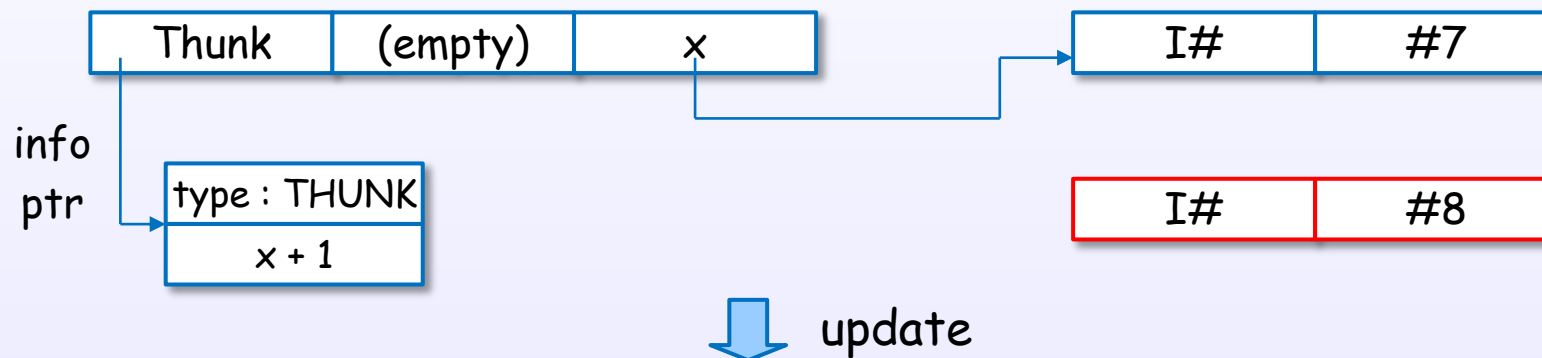 Thunk (empty) x I# #7
info
ptr
type : THUNK
x + 1
I# #8
update